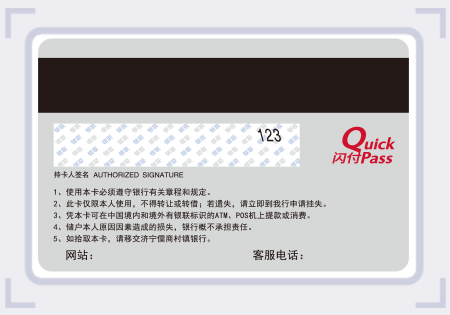 123
Quick
闪付Pass
持卡人签名 AUTHORIZED SIGNATURE
1、使用本卡必须遵守银行有关章程和规定。
2、此卡仅限本人使用，不得转让或转借；若遗失，请立即到我行申请挂失。
3、凭本卡可在中国境内和境外有银联标识的ATM、POS机上提款或消费。
4、储户本人原因因素造成的损失，银行概不承担责任。
5、如拾取本卡，请移交济宁儒商村镇银行。
网站： 客服电话：